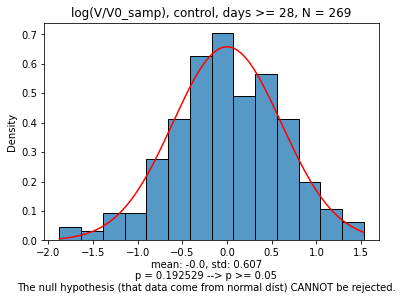 log(V/V0_samp), control, days >= 28, N = 269
Density
0.7
0.6
0.5
0.4
0.3
0.2
0.1
0.0
−2.0 −1.5 −1.0 −0.5 0.0 0.5 1.0 1.5
mean: -0.0, std: 0.607
p = 0.192529 --> p >= 0.05
The null hypothesis (that data come from normal dist) CANNOT be rejected.